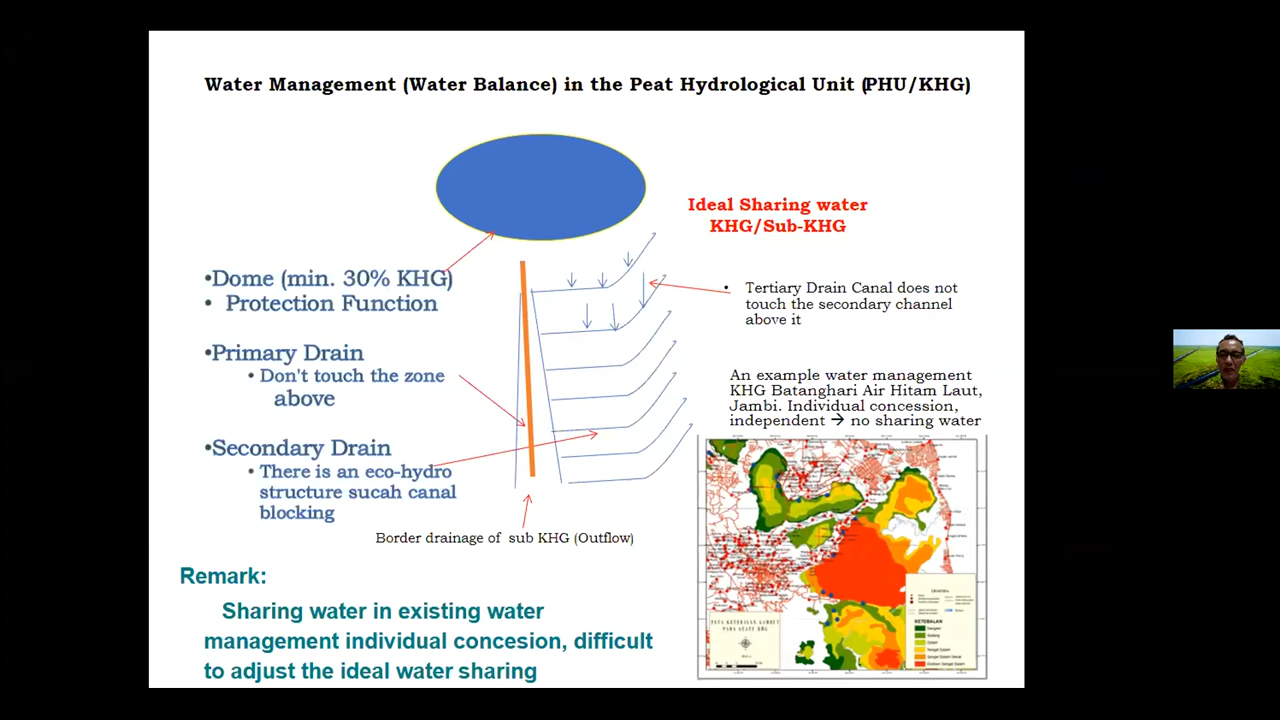 Water Management (Water Balance) in the Peat Hydrological Unit (PHU/KHG)
Ideal Sharing water
KHG/Sub-KHG
•Dome (min. 30% KHG)
• Protection Function
•Primary Drain
• Don't touch the zone
above
•Secondary Drain
• There is an eco-hydro
structure sucah canal
blocking
• Tertiary Drain Canal does not
touch the secondary channel
above it
An example water management
KHG Batanghari Air Hitam Laut,
Jambi. Individual concession,
independent → no sharing water
Border drainage of sub KHG (Outflow)
Remark:
Sharing water in existing water
management individual concesion, difficult
to adjust the ideal water sharing
KETEBALAN